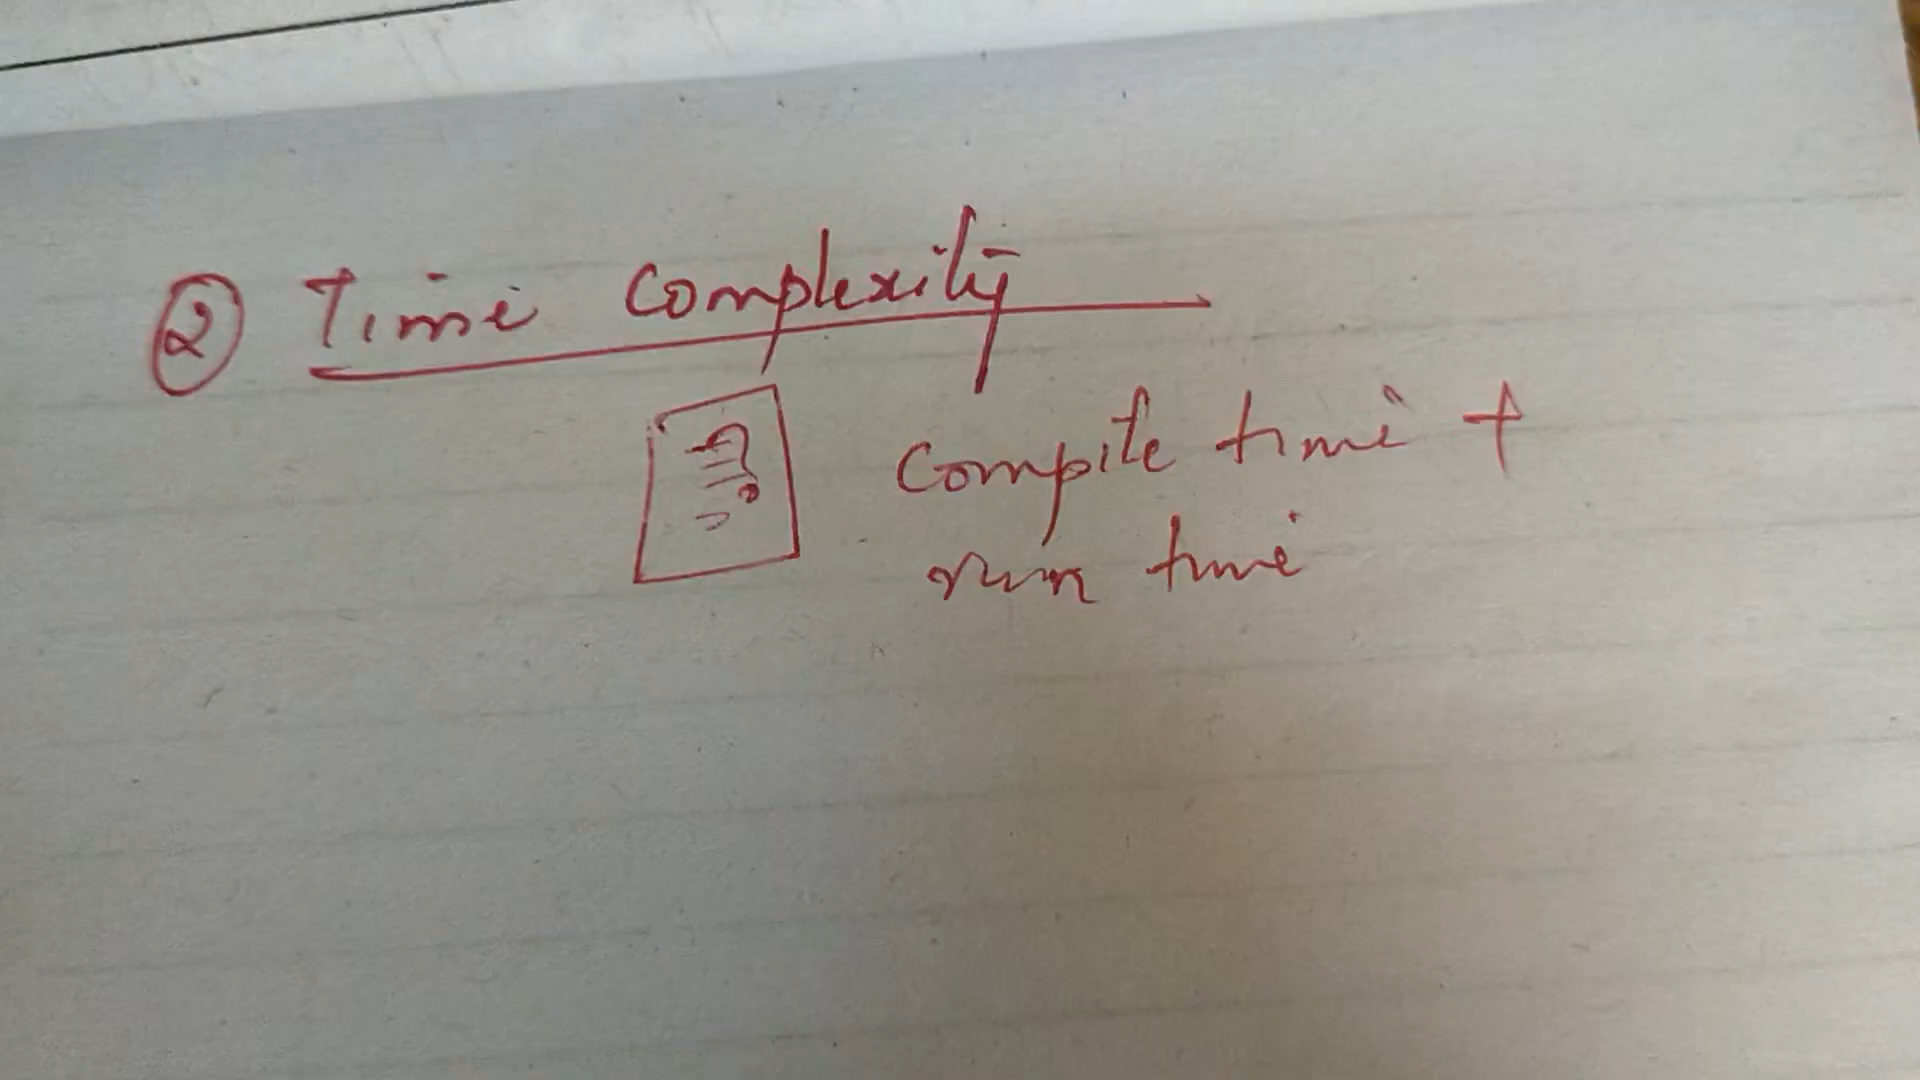 ② Time Complexity
Compile time +
run time